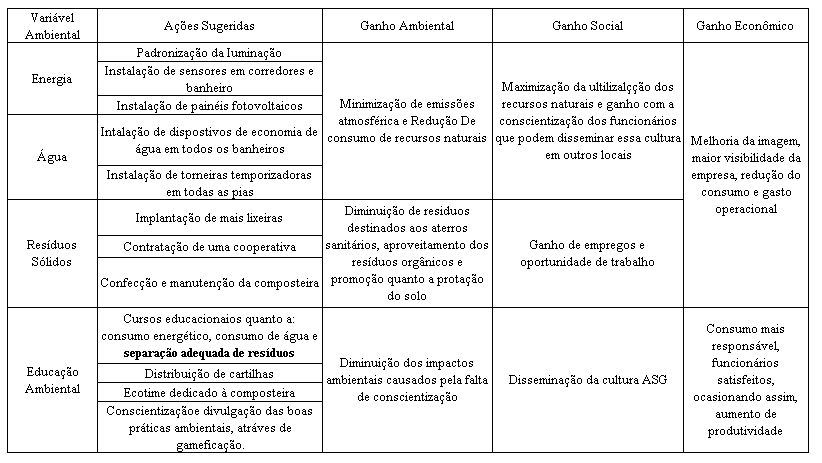 Variável
Ambiental
Ações Sugeridas
Ganho Ambiental
Ganho Social
Ganho Econômico
Energia
Padronização da Iuminação
Instalação de sensores em corredores e
banheiro
Instalação de painéis fotovoltaicos
Água
Intalação de dispostivos de economia de
água em todos os banheiros
Instalação de torneiras temporizadoras
em todas as pias
Minimização de emissões
atmosférica e Redução De
consumo de recursos naturais
Maximização da ultilizalçção dos
recursos naturais e ganho com a
conscientização dos funcionários
que podem disseminar essa cultura
em outros locais
Melhoria da imagem,
maior visibilidade da
empresa, redução do
consumo e gasto
operacional
Resíduos
Sólidos
Implantação de mais lixeiras
Contratação de uma cooperativa
Confecção e manutenção da composteira
Diminuição de residuos
destinados aos aterros
sanitários, aproveitamento dos
resíduos orgânicos e
promoção quanto a protação
do solo
Ganho de empregos e
oportunidade de trabalho
Educação
Ambiental
Cursos educacionaios quanto a:
consumo energético, consumo de água e
separação adequada de resíduos
Distribuição de cartilhas
Ecotime dedicado à composteira
Conscientizaçãoe divulgação das boas
práticas ambientais, atráves de
gameficação.
Diminuição dos impactos
ambientais causados pela falta
de conscientização
Disseminação da cultura ASG
Consumo mais
responsável,
funcionários
satisfeitos,
ocasionando assim,
aumento de
produtividade